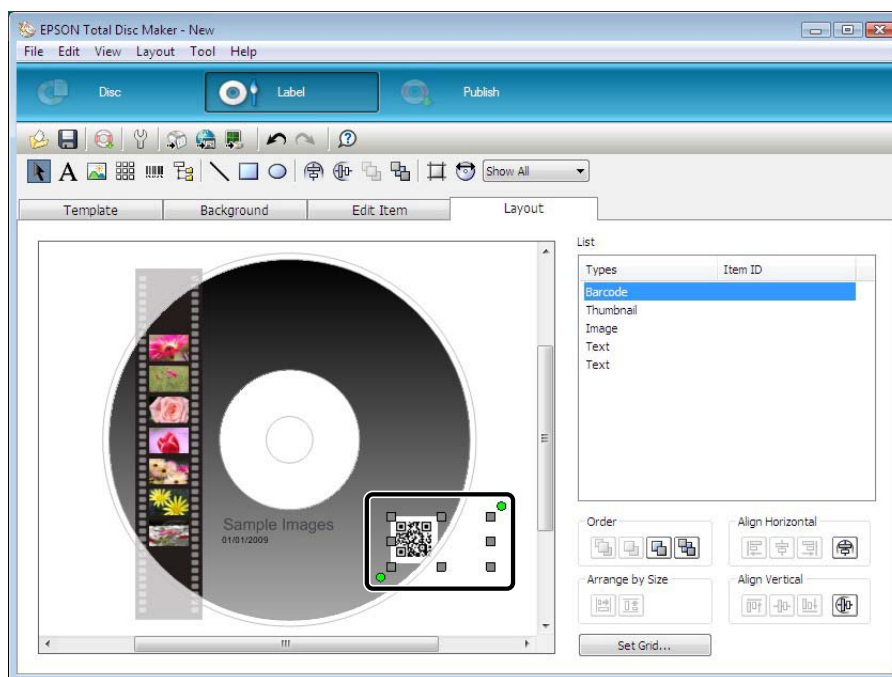 EPSON Total Disc Maker - New
File Edit View Layout Tool Help
Disc Label Publish
A Show All
Template Background Edit Item Layout
List
Types Item ID
Barcode
Thumbnail
Image
Text
Text
Sample Images
01/01/2009
Order Align Horizontal
Arrange by Size Align Vertical
Set Grid...